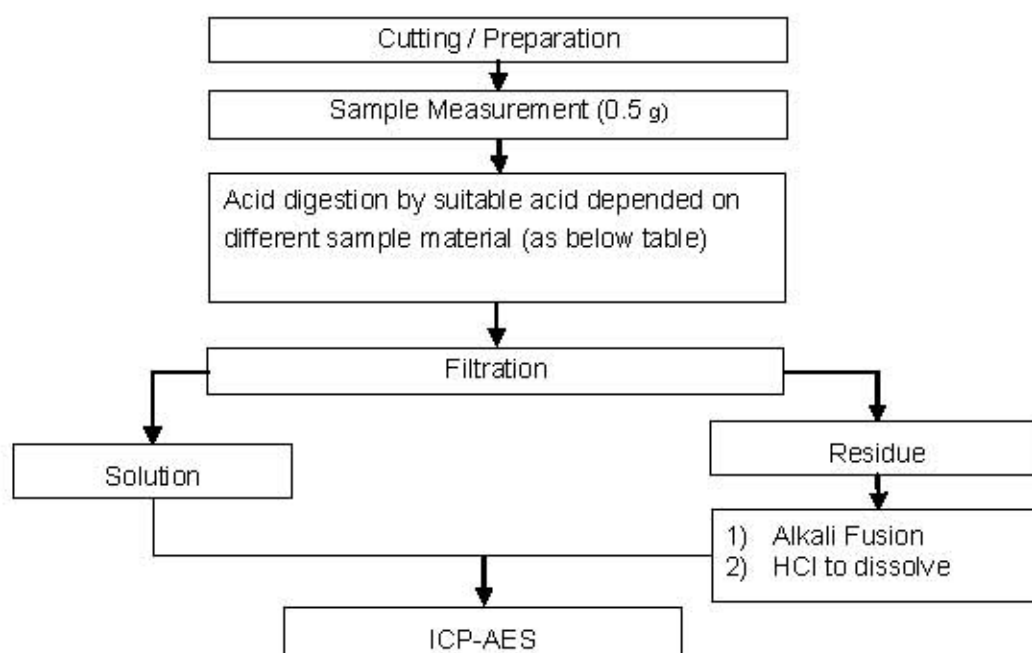 Cutting / Preparation
Sample Measurement (0.5 g)
Acid digestion by suitable acid depended on
different sample material (as below table)
Filtration
Solution
Residue
1) Alkali Fusion
2) HCl to dissolve
ICP-AES